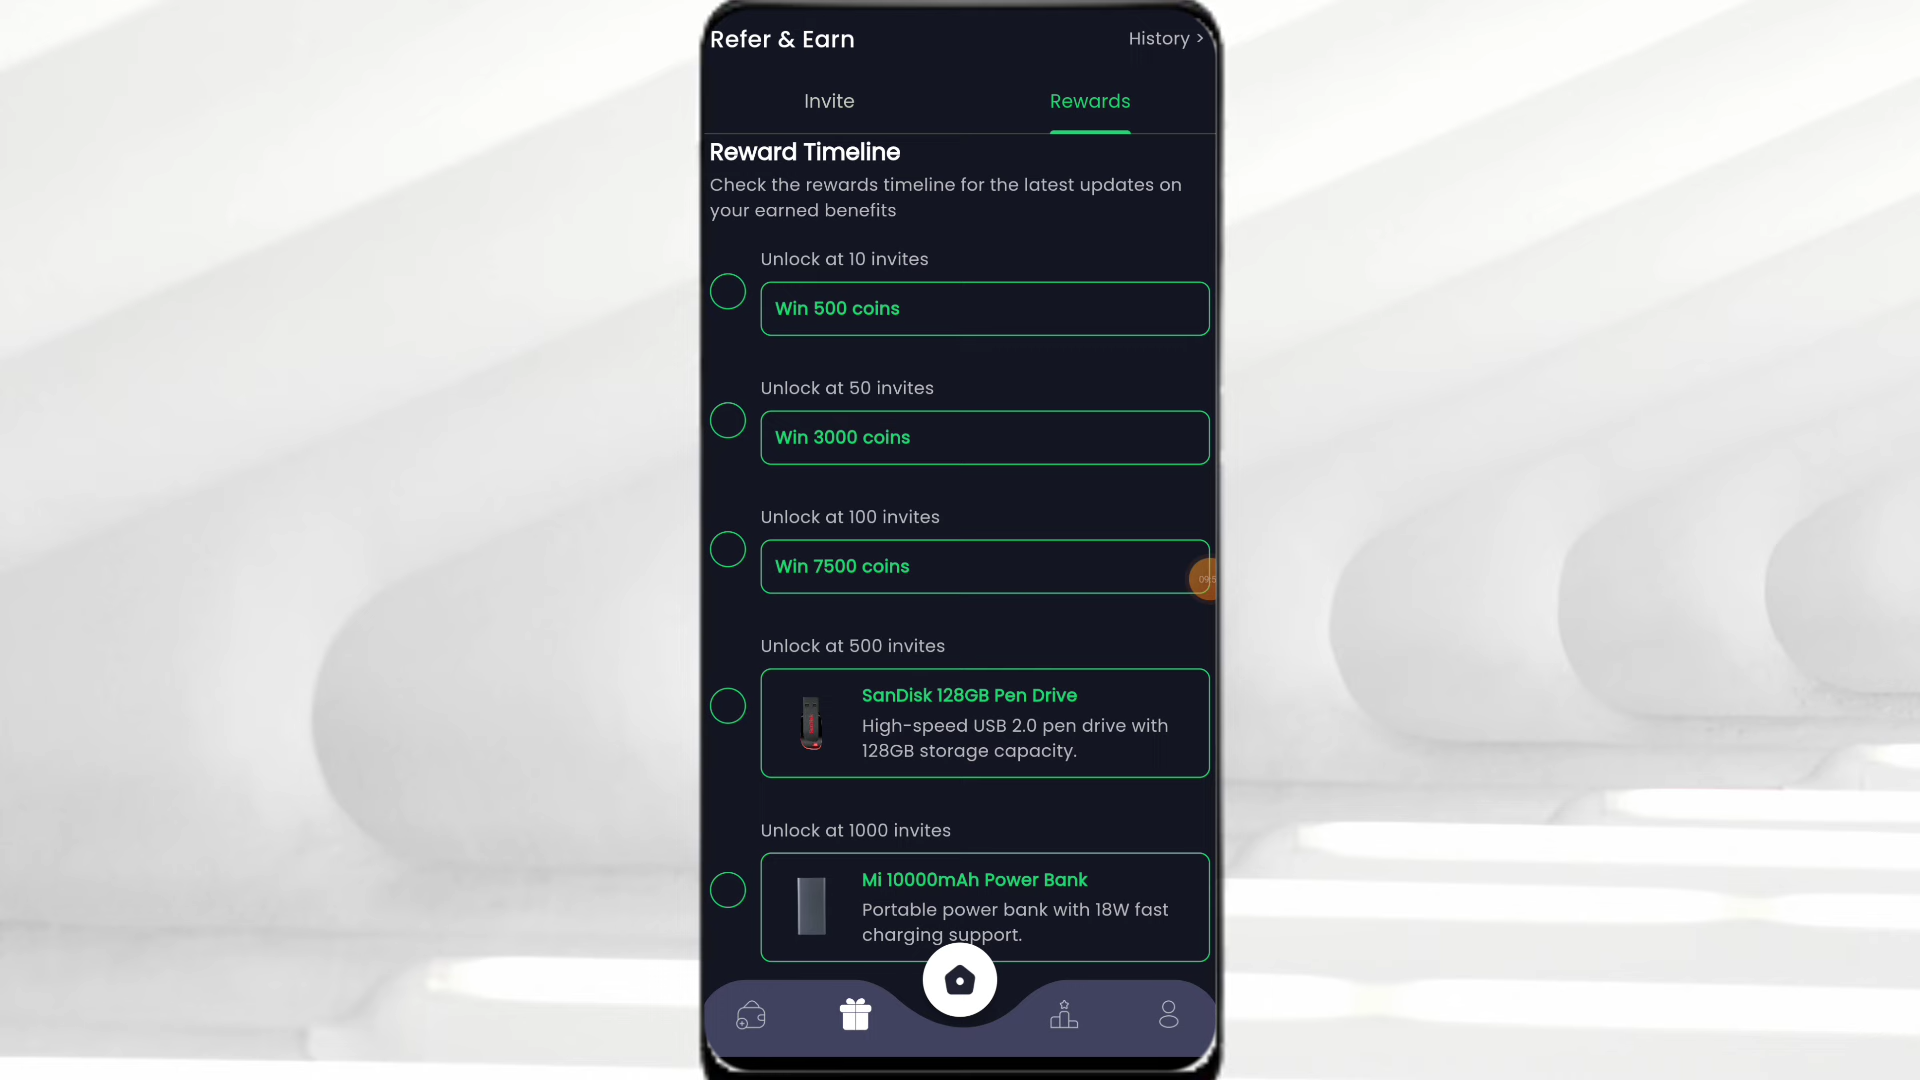 Refer & Earn
History >
Invite
Rewards
Reward Timeline
Check the rewards timeline for the latest updates on
your earned benefits
Unlock at 10 invites
Win 500 coins
Unlock at 50 invites
Win 3000 coins
Unlock at 100 invites
Win 7500 coins
Unlock at 500 invites
SanDisk 128GB Pen Drive
High-speed USB 2.0 pen drive with
128GB storage capacity.
Unlock at 1000 invites
Mi 10000mAh Power Bank
Portable power bank with 18W fast
charging support.